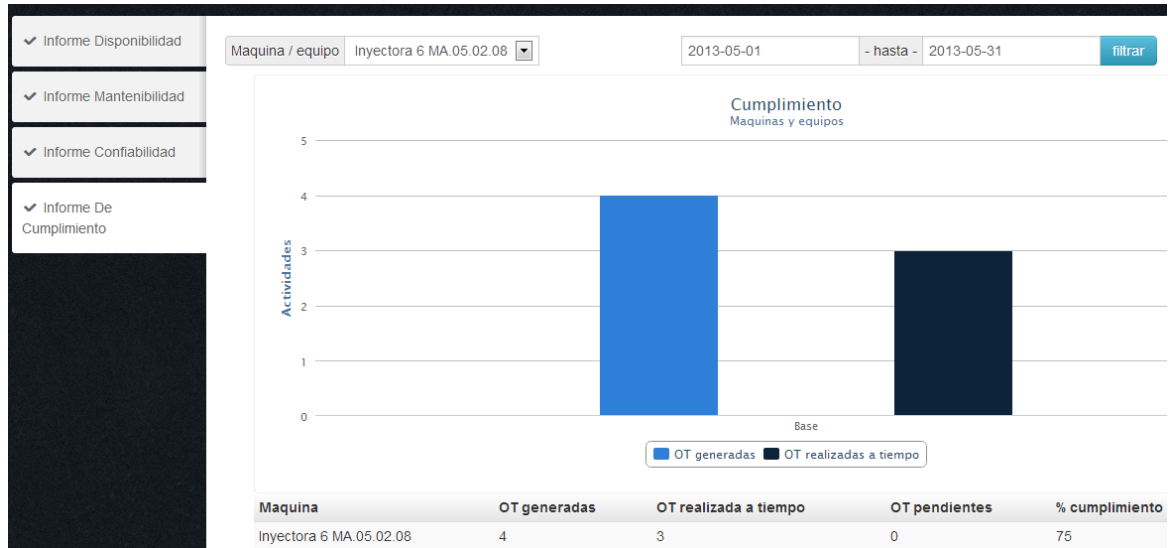 Informe Disponibilidad
Informe Mantenibilidad
Informe Confiabilidad
Informe De
Cumplimiento
Maquina / equipo Inyectora 6 MA.05.02.08 2013-05-01 - hasta - 2013-05-31 filtrar
Cumplimiento
Maquinas y equipos
Actividades
5
4
3
2
1
0
Base
OT generadas OT realizadas a tiempo
Maquina OT generadas OT realizada a tiempo OT pendientes % cumplimiento
Inyectora 6 MA.05.02.08 4 3 0 75